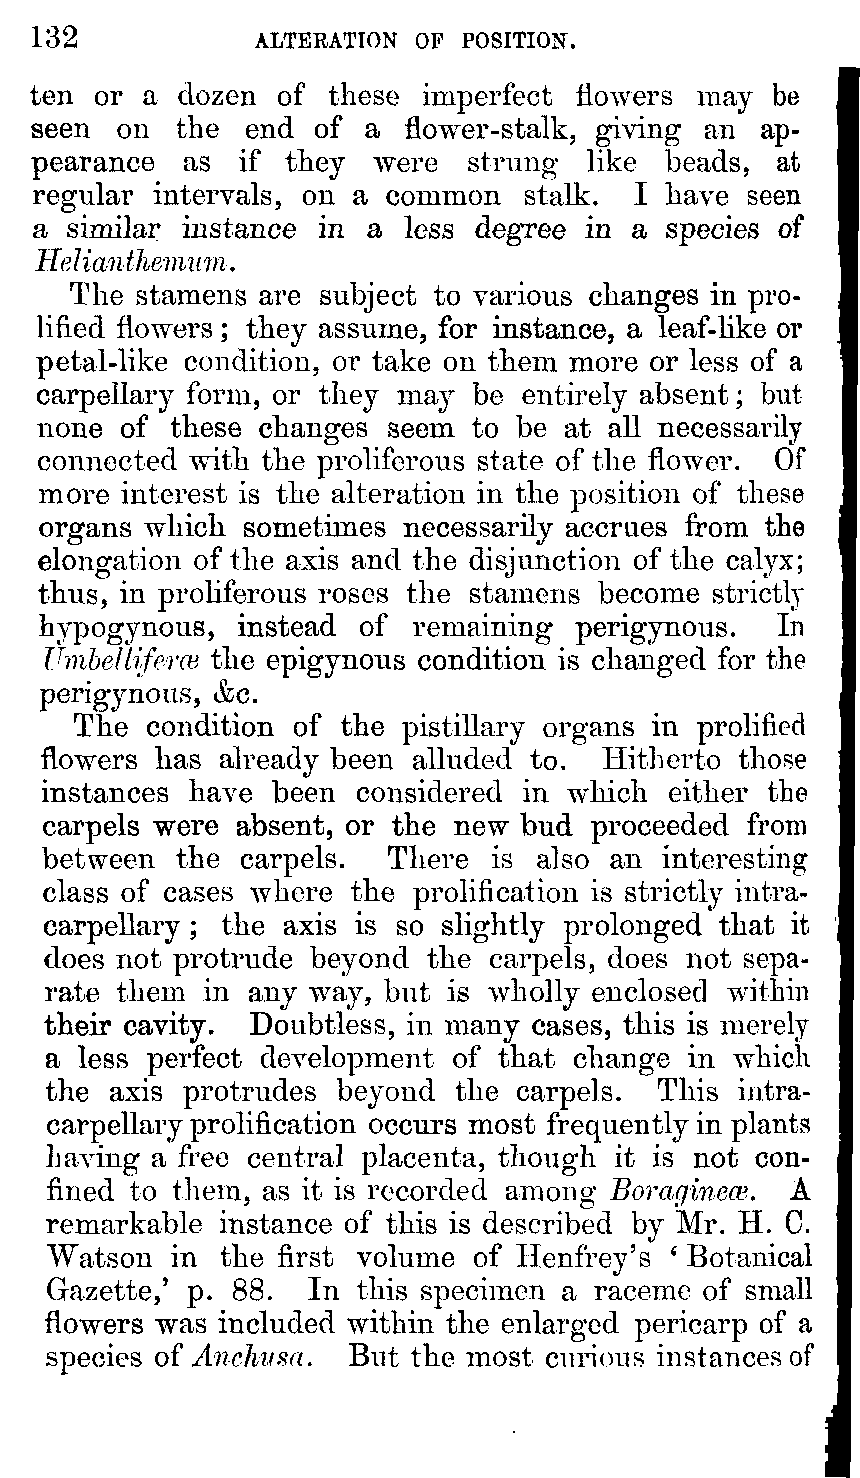 132 ALTERATION OF POSITION.
ten or a dozen of these imperfect flowers may be
seen on the end of a flower-stalk, giving an ap-
pearance as if they were strung like beads, at
regular intervals, on a common stalk. I have seen
a similar instance in a less degree in a species of
Helianthemum.
The stamens are subject to various changes in pro-
lified flowers; they assume, for instance, a leaf-like or
petal-like condition, or take on them more or less of a
carpellary form, or they may be entirely absent; but
none of these changes seem to be at all necessarily
connected with the proliferous state of the flower. Of
more interest is the alteration in the position of these
organs which sometimes necessarily accrues from the
elongation of the axis and the disjunction of the calyx;
thus, in proliferous roses the stamens become strictly
hypogynous, instead of remaining perigynous. In
Umbelliferæ the epigynous condition is changed for the
perigynous, &c.
The condition of the pistillary organs in prolified
flowers has already been alluded to. Hitherto those
instances have been considered in which either the
carpels were absent, or the new bud proceeded from
between the carpels. There is also an interesting
class of cases where the prolification is strictly intra-
carpellary; the axis is so slightly prolonged that it
does not protrude beyond the carpels, does not sepa-
rate them in any way, but is wholly enclosed within
their cavity. Doubtless, in many cases, this is merely
a less perfect development of that change in which
the axis protrudes beyond the carpels. This intra-
carpellary prolification occurs most frequently in plants
having a free central placenta, though it is not con-
fined to them, as it is recorded among Boragineæ. A
remarkable instance of this is described by Mr. H. C.
Watson in the first volume of Henfrey's ‘Botanical
Gazette,’ p. 88. In this specimen a raceme of small
flowers was included within the enlarged pericarp of a
species of Anchusa. But the most curious instances of